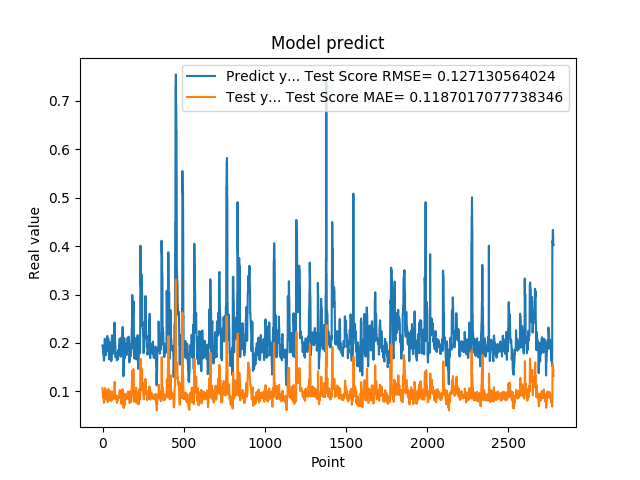 Model predict
Predict y... Test Score RMSE= 0.127130564024
Test y... Test Score MAE= 0.1187017077738346
0.7
0.6
0.5
0.4
0.3
0.2
0.1
Real value
0 500 1000 1500 2000 2500
Point